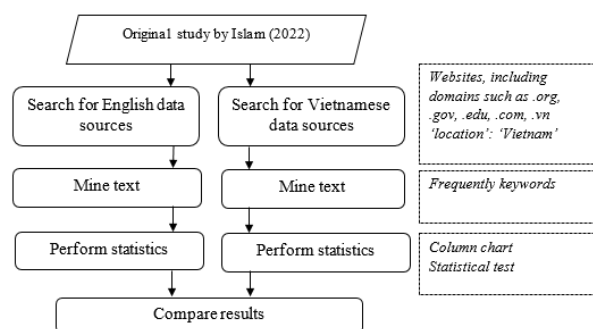 Original study by Islam (2022)
Search for English data
sources
Search for Vietnamese
data sources
Websites, including
domains such as .org,
.gov, .edu, .com, .vn
‘location’: ‘Vietnam’
Mine text
Mine text
Frequently keywords
Perform statistics
Perform statistics
Column chart
Statistical test
Compare results